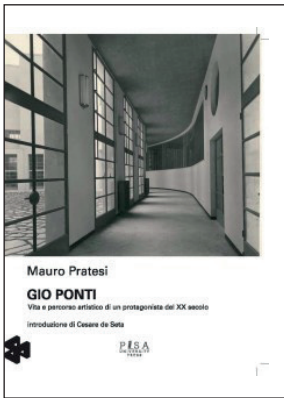 Mauro Pratesi
GIO PONTI
Vita e percorso artistico di un protagonista del XX secolo
introduzione di Cesare de Seta
PISA
UNIVERSITY
PRESS